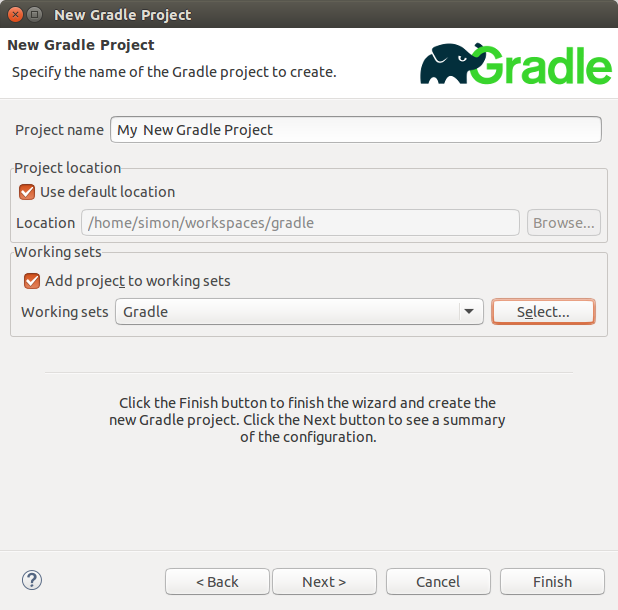 New Gradle Project
New Gradle Project
Specify the name of the Gradle project to create.
Gradle
Project name My New Gradle Project
Project location
Use default location
Location /home/simon/workspaces/gradle Browse...
Working sets
Add project to working sets
Working sets Gradle Select...
Click the Finish button to finish the wizard and create the
new Gradle project. Click the Next button to see a summary
of the configuration.
? < Back Next > Cancel Finish